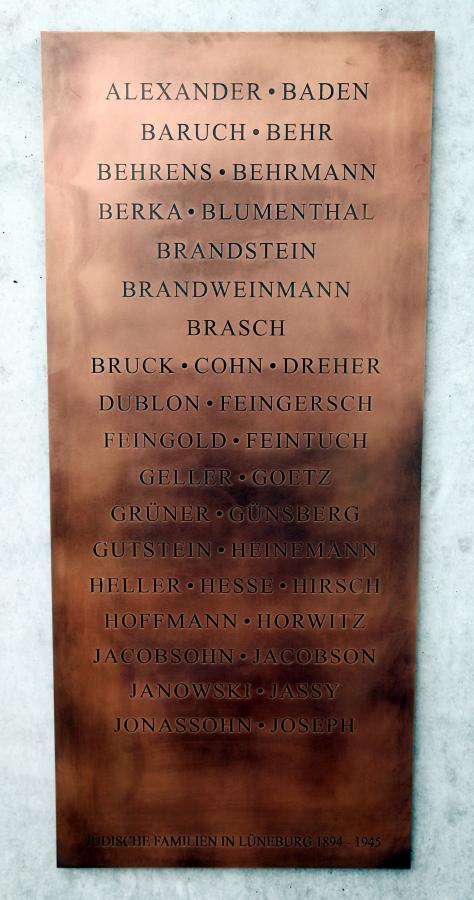 ALEXANDER • BADEN
BARUCH • BEHR
BEHRENS • BEHRMANN
BERKA • BLUMENTHAL
BRANDSTEIN
BRANDWEINMANN
BRASCH
BRUCK • COHN • DREHER
DUBLON • FEINGERSCH
FEINGOLD • FEINTUCH
GELLER • GOETZ
GRÜNER • GÜNSBERG
GUTSTEIN • HEINEMANN
HELLER • HESSE • HIRSCH
HOFFMANN • HORWITZ
JACOBSOHN • JACOBSON
JANOWSKI • JASSY
JONASSOHN • JOSEPH
JÜDISCHE FAMILIEN IN LÜNEBURG 1894 - 1945